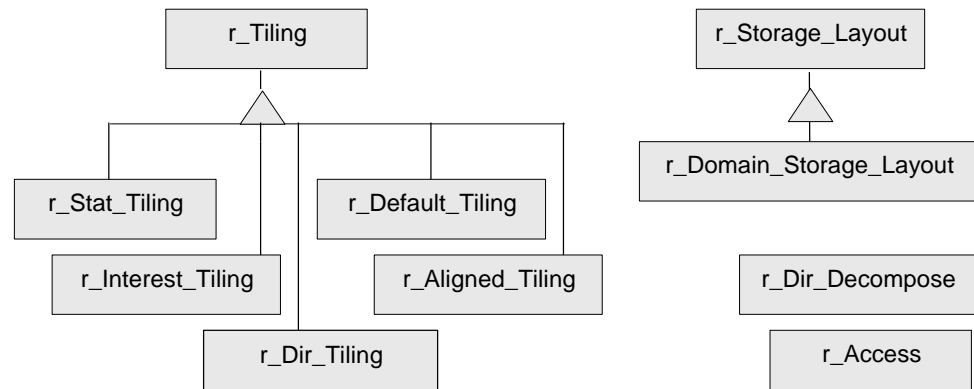 r_Tiling
r_Storage_Layout
r_Domain_Storage_Layout
r_Stat_Tiling
r_Default_Tiling
r_Interest_Tiling
r_Aligned_Tiling
r_Dir_Decompose
r_Dir_Tiling
r_Access